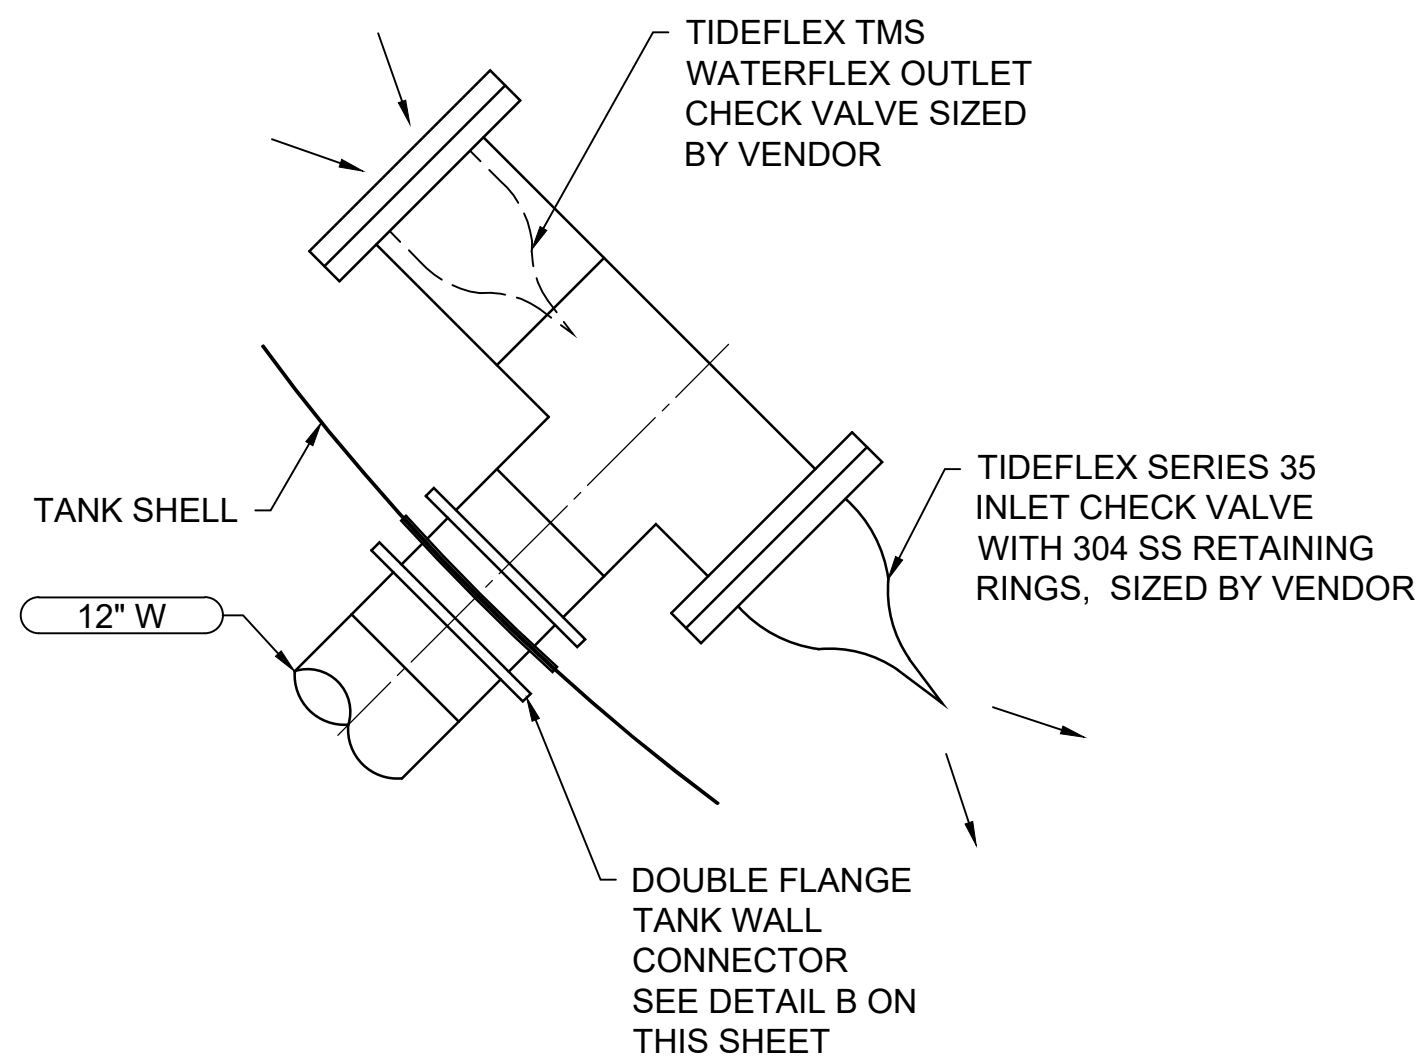 TIDEFLEX TMS
WATERFLEX OUTLET
CHECK VALVE SIZED
BY VENDOR
TIDEFLEX SERIES 35
INLET CHECK VALVE
WITH 304 SS RETAINING
RINGS, SIZED BY VENDOR
TANK SHELL
12" W
DOUBLE FLANGE
TANK WALL
CONNECTOR
SEE DETAIL B ON
THIS SHEET